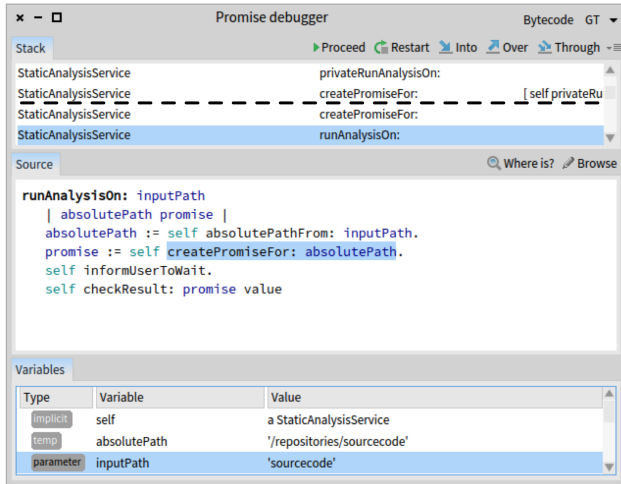 Promise debugger
Bytecode GT
Stack
Proceed Restart Into Over Through
StaticAnalysisService privateRunAnalysisOn:
StaticAnalysisService createPromiseFor: [ self privateRu
StaticAnalysisService createPromiseFor:
StaticAnalysisService runAnalysisOn:
Source
Where is? Browse
runAnalysisOn: inputPath
| absolutePath promise |
absolutePath := self absolutePathFrom: inputPath.
promise := self createPromiseFor: absolutePath.
self informUserToWait.
self checkResult: promise value
Variables
Type Variable Value
implicit self a StaticAnalysisService
temp absolutePath '/repositories/sourcecode'
parameter inputPath 'sourcecode'